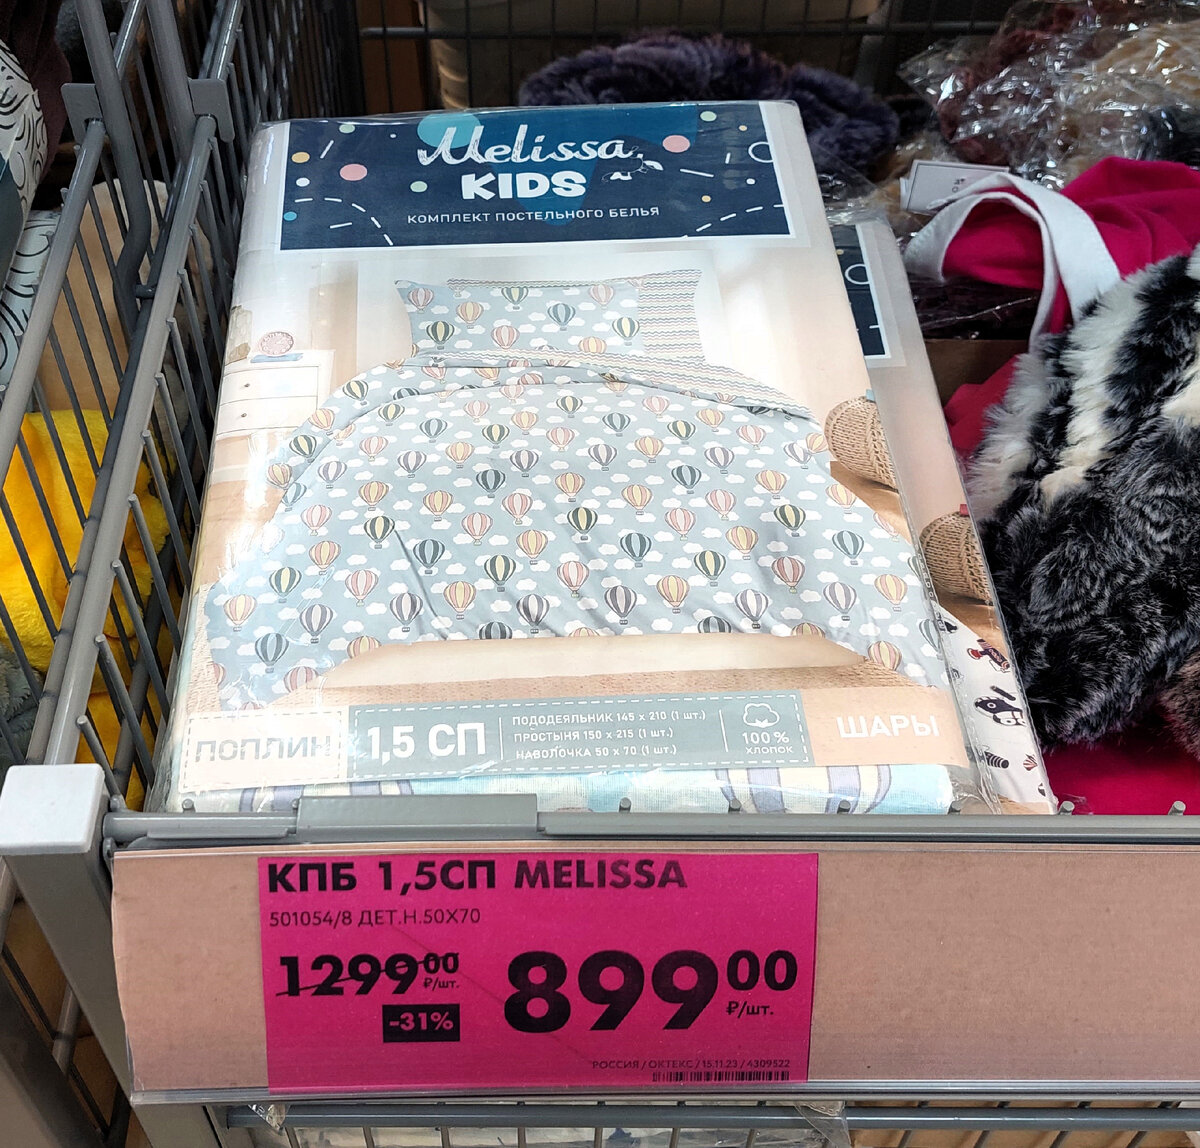 Melissa
KIDS
КОМПЛЕКТ ПОСТЕЛЬНОГО БЕЛЬЯ
ПОПЛИН
1,5 СП
ПОДОДЕЯЛЬНИК 145 x 210 (1 шт.)
ПРОСТЫНЯ 150 x 215 (1 шт.)
НАВОЛОЧКА 50 x 70 (1 шт.)
100%
ХЛОПОК
ШАРЫ
КПБ 1,5СП MELISSA
501054/8 ДЕТ.Н.50Х70
1299 00 ₽/шт.
-31%
899 00 ₽/шт.
РОССИЯ / ОКТЕКС / 15.11.23 / 4309522